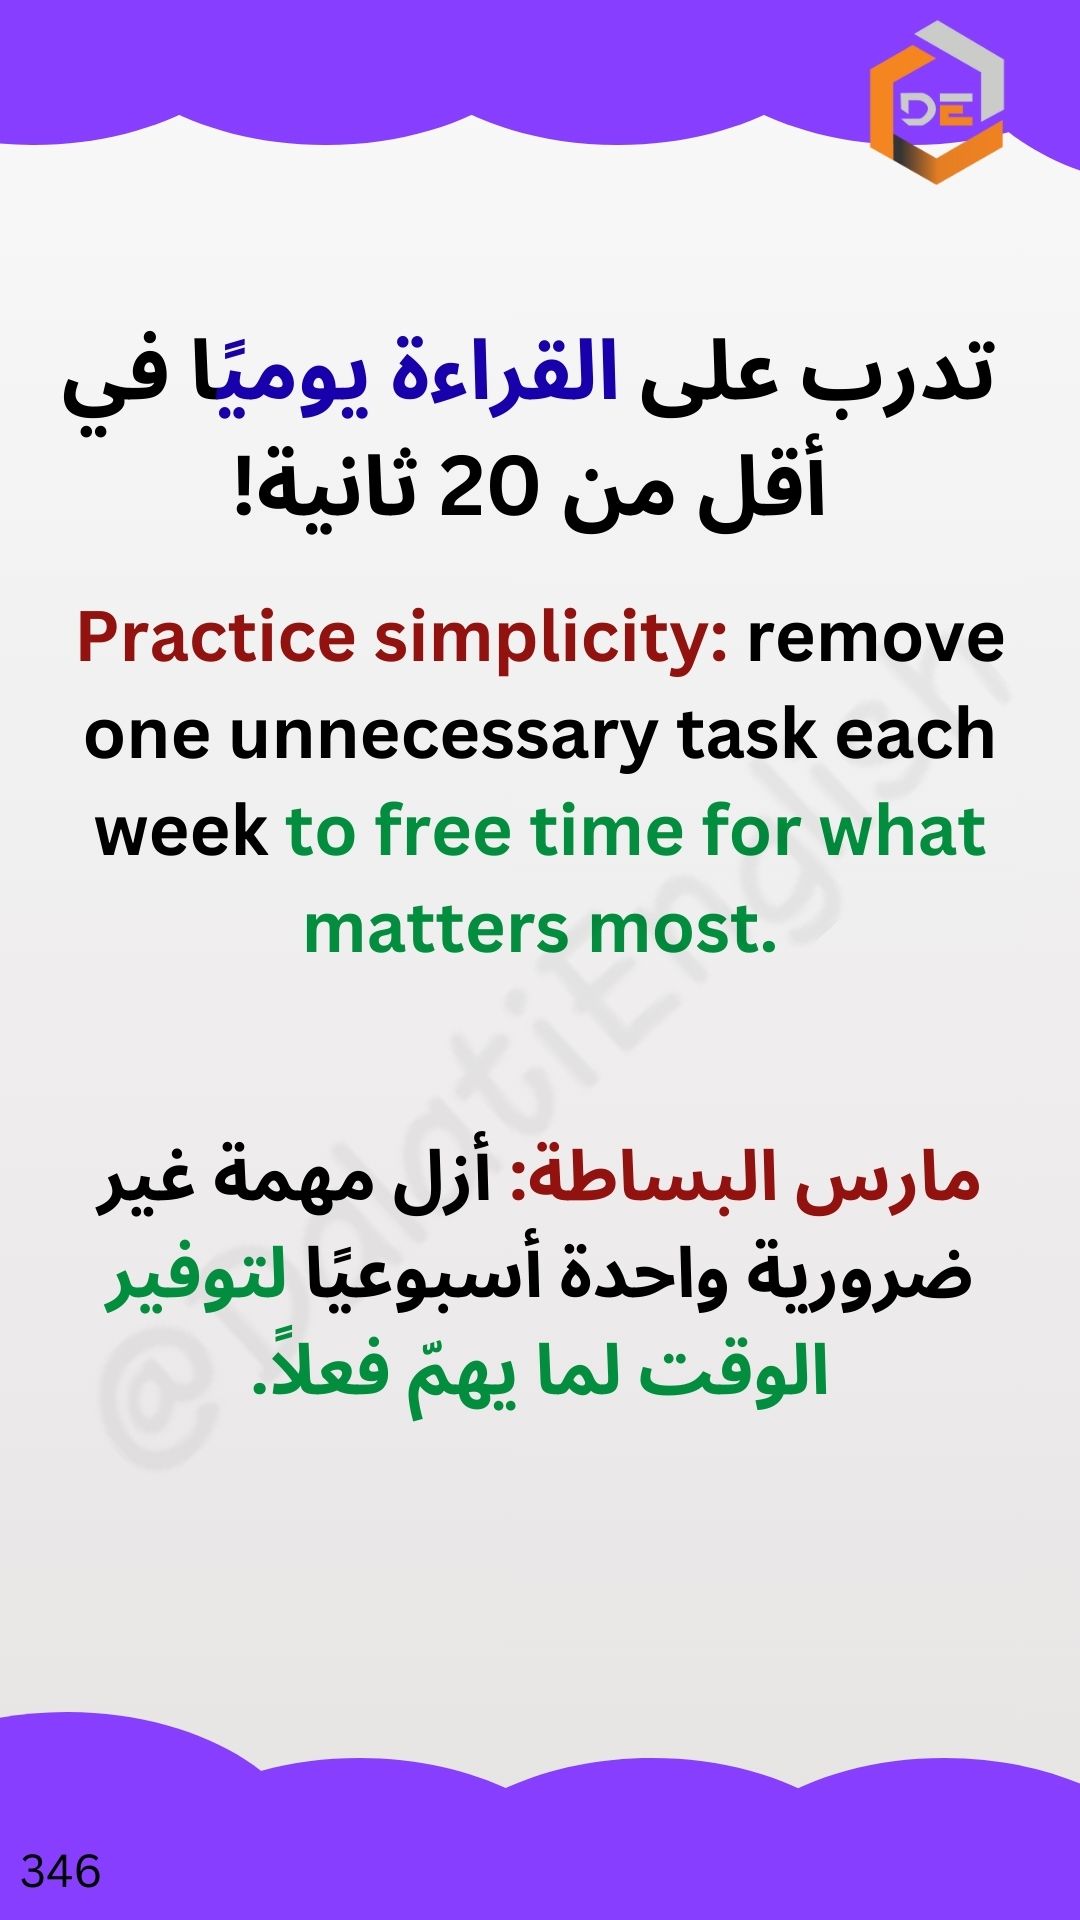 DE
تدرب على القراءة يوميًا في
أقل من 20 ثانية!
Practice simplicity: remove
one unnecessary task each
week to free time for what
matters most.
مارس البساطة: أزل مهمة غير
ضرورية واحدة أسبوعيًا لتوفير
الوقت لما يهمّ فعلاً.
@DalatiEnglish
346